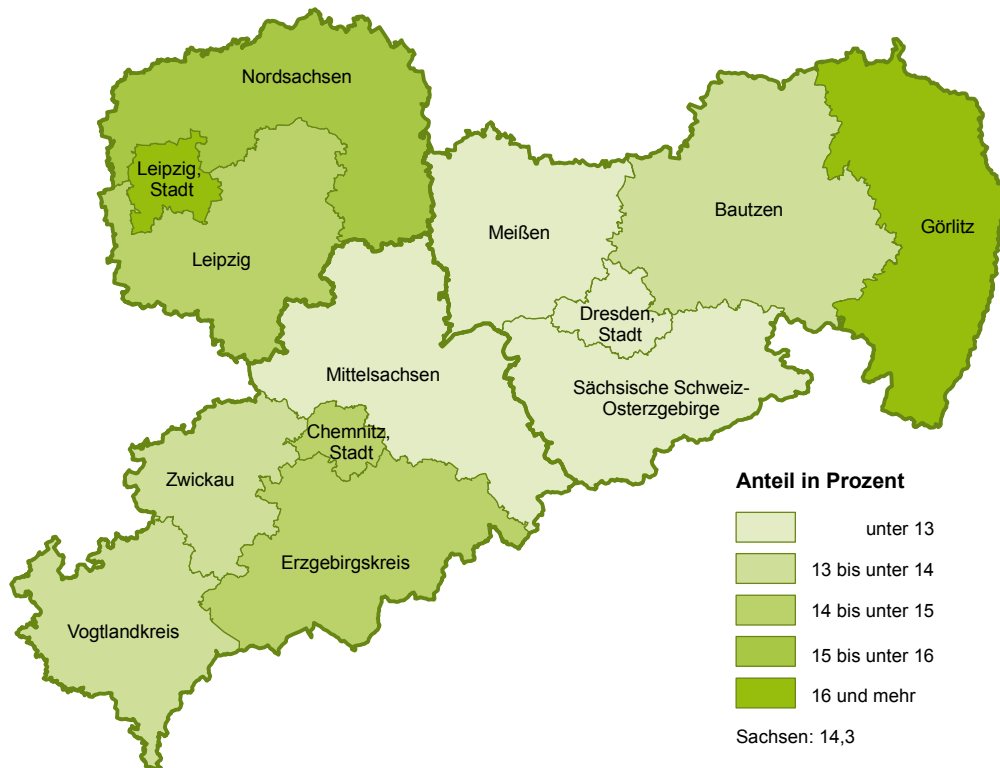 Nordsachsen
Leipzig,
Stadt
Leipzig
Meißen
Bautzen
Görlitz
Dresden,
Stadt
Mittelsachsen
Sächsische Schweiz-
Osterzgebirge
Chemnitz,
Stadt
Zwickau
Erzgebirgskreis
Vogtlandkreis
Anteil in Prozent
unter 13
13 bis unter 14
14 bis unter 15
15 bis unter 16
16 und mehr
Sachsen: 14,3